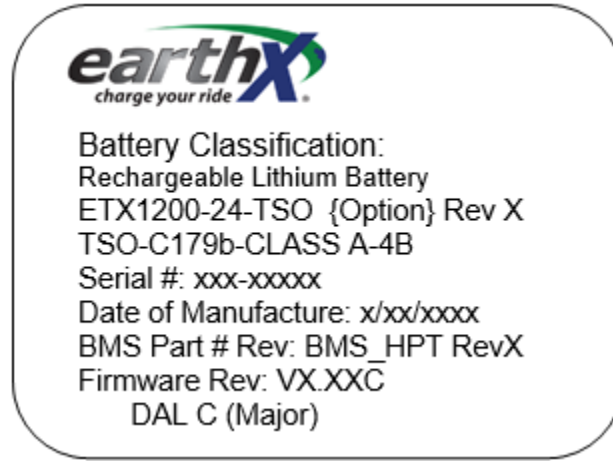 earthX
charge your ride
Battery Classification:
Rechargeable Lithium Battery
ETX1200-24-TSO {Option} Rev X
TSO-C179b-CLASS A-4B
Serial #: xxx-xxxxx
Date of Manufacture: x/xx/xxxx
BMS Part # Rev: BMS_HPT RevX
Firmware Rev: VX.XXC
DAL C (Major)